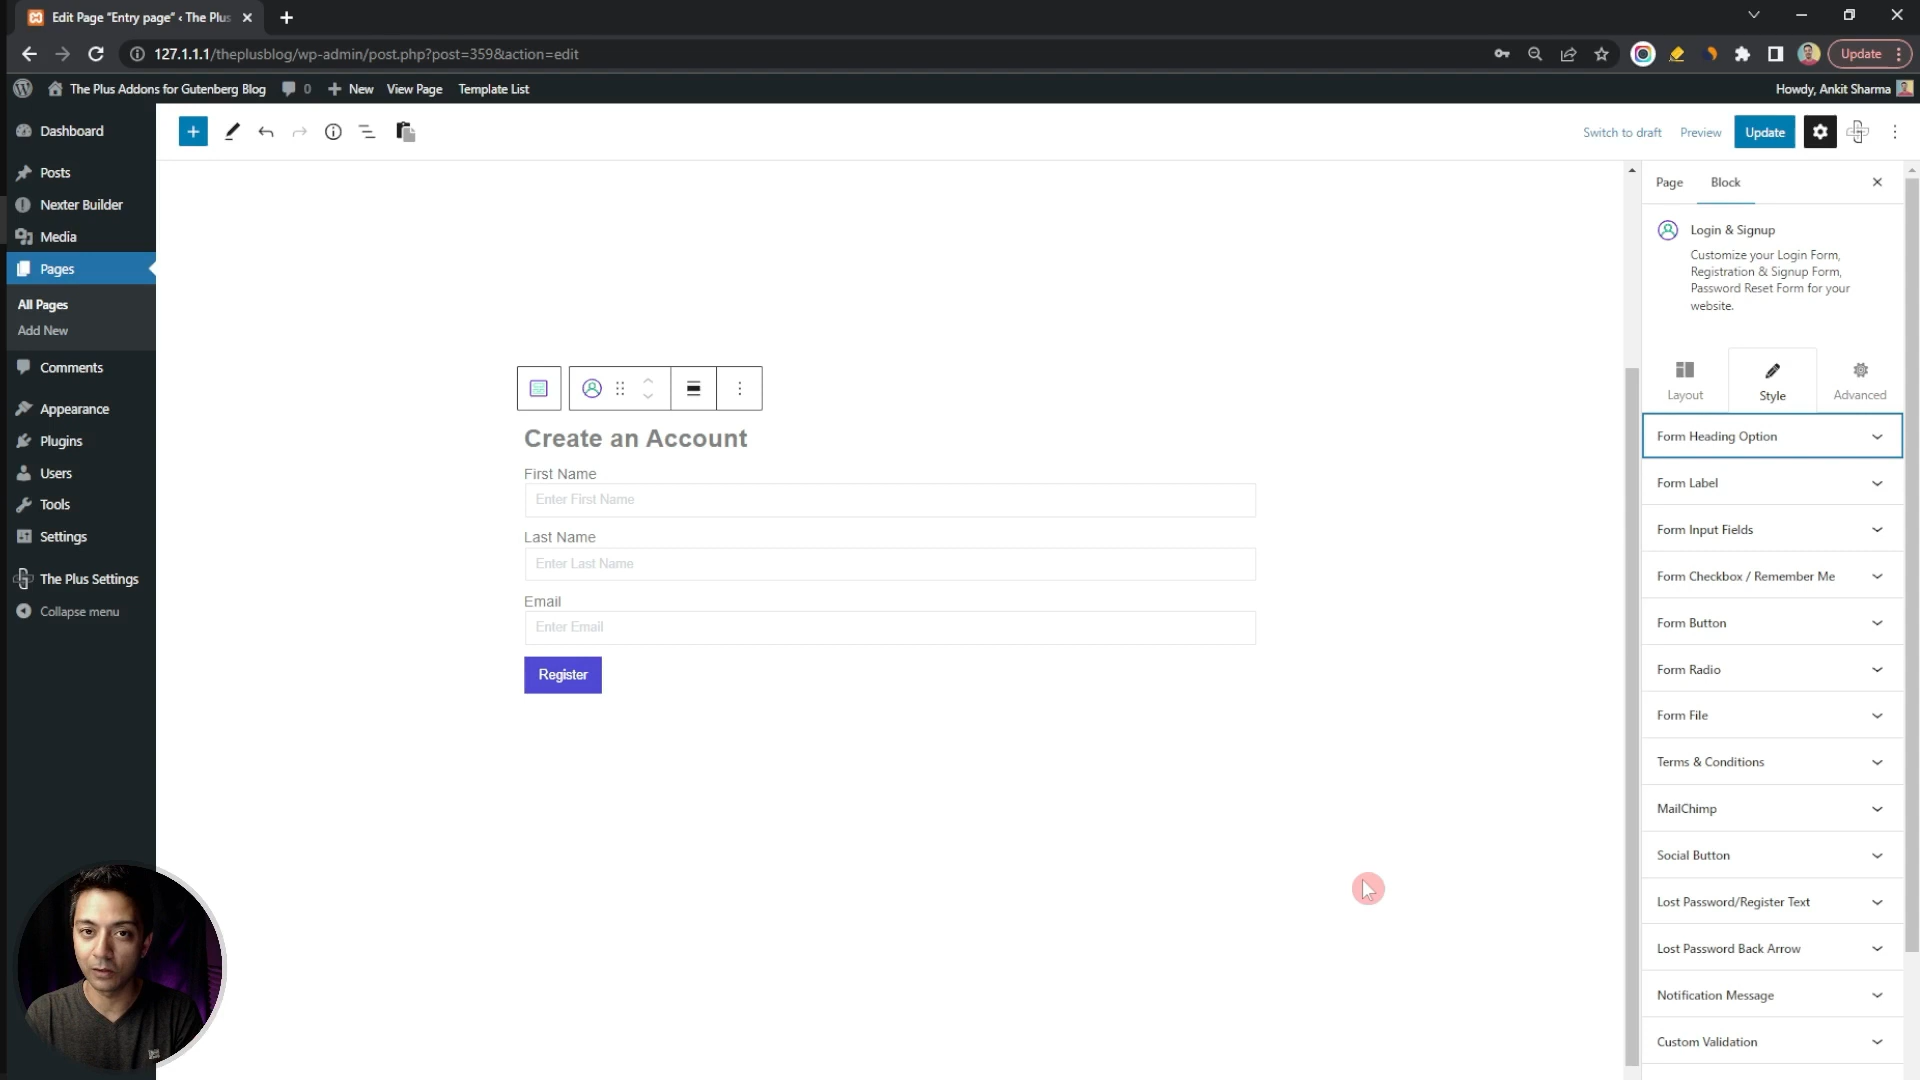 Edit Page "Entry page" ‹ The Plus
127.1.1.1/theplusblog/wp-admin/post.php?post=359&action=edit
Update
The Plus Addons for Gutenberg Blog
0
New
View Page
Template List
Howdy, Ankit Sharma
Dashboard
Posts
Nexter Builder
Media
Pages
All Pages
Add New
Comments
Appearance
Plugins
Users
Tools
Settings
The Plus Settings
Collapse menu
Switch to draft
Preview
Update
Create an Account
First Name
Enter First Name
Last Name
Enter Last Name
Email
Enter Email
Register
Page
Block
Login & Signup
Customize your Login Form,
Registration & Signup Form,
Password Reset Form for your
website.
Layout
Style
Advanced
Form Heading Option
Form Label
Form Input Fields
Form Checkbox / Remember Me
Form Button
Form Radio
Form File
Terms & Conditions
MailChimp
Social Button
Lost Password/Register Text
Lost Password Back Arrow
Notification Message
Custom Validation